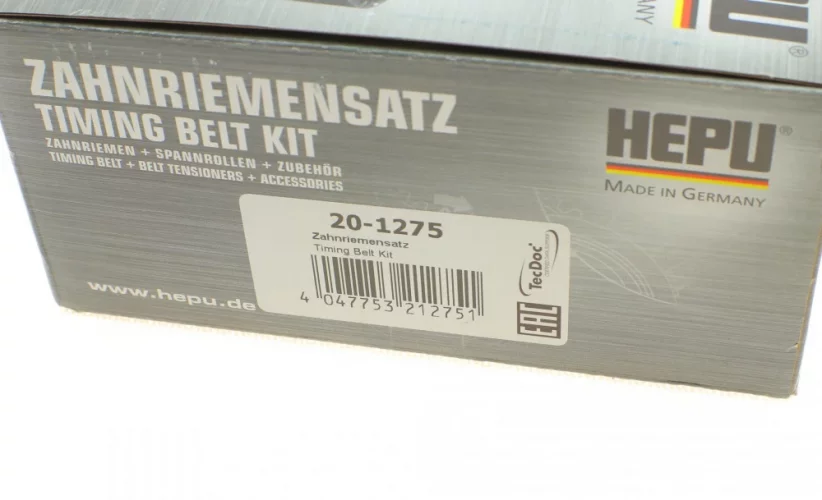 ZAHNRIEMENSATZ
TIMING BELT KIT
ZAHNRIEMEN + SPANNROLLEN + ZUBEHÖR
TIMING BELT + BELT TENSIONERS + ACCESSORIES
HEPU®
MADE IN GERMANY
20-1275
Zahnriemensatz
Timing Belt Kit
4 047753 212751
TecDoc®
EAC
www.hepu.de